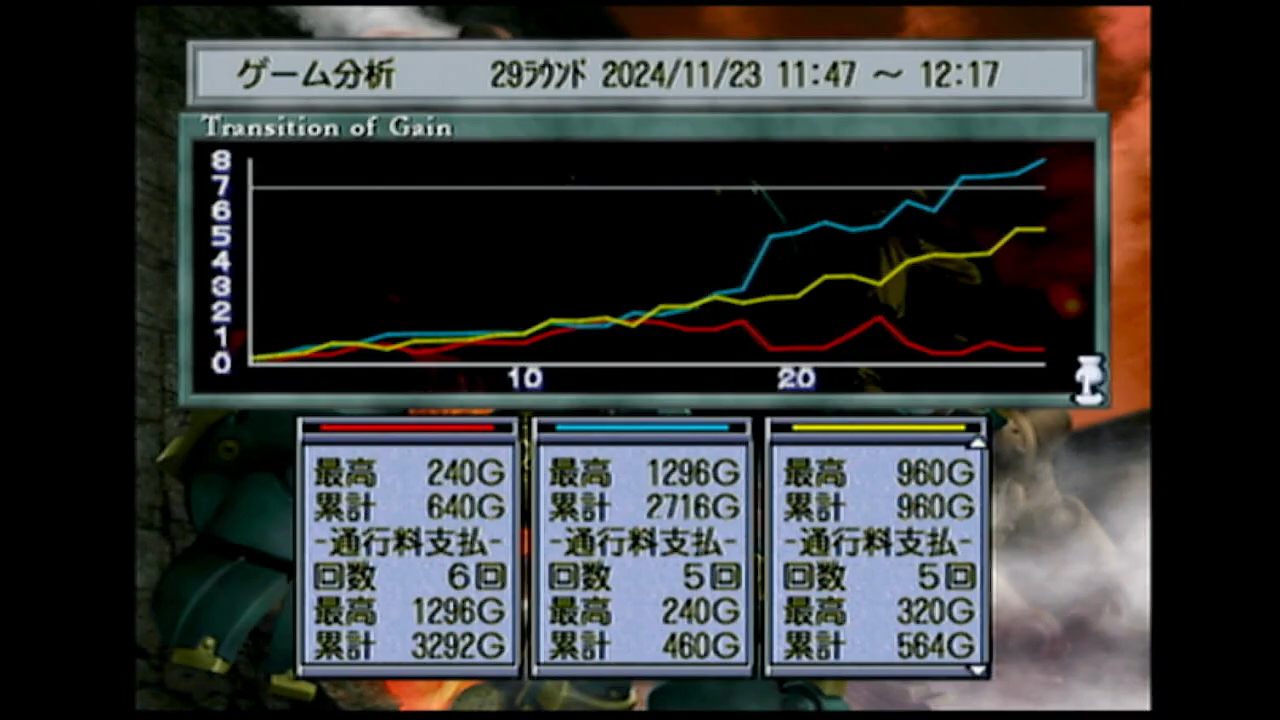 ゲーム分析 29ラウンド 2024/11/23 11:47 ～ 12:17
Transition of Gain
8
7
6
5
4
3
2
1
0
10 20
最高 240G
累計 640G
-通行料支払-
回数 6回
最高 1296G
累計 3292G
最高 1296G
累計 2716G
-通行料支払-
回数 5回
最高 240G
累計 460G
最高 960G
累計 960G
-通行料支払-
回数 5回
最高 320G
累計 564G